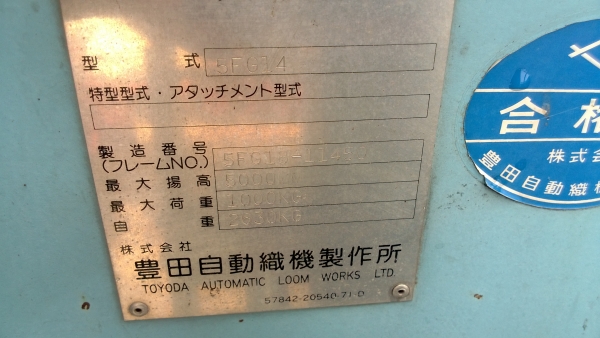 型式 5FG14
特型型式・アタッチメント型式
製造番号
(フレームNO.)
最大揚高
最大荷重
自重
株式会社
豊田自動織機製作所
TOYODA AUTOMATIC LOOM WORKS LTD.
57842-20540-71-D
合格
株式会
豊田自動織機